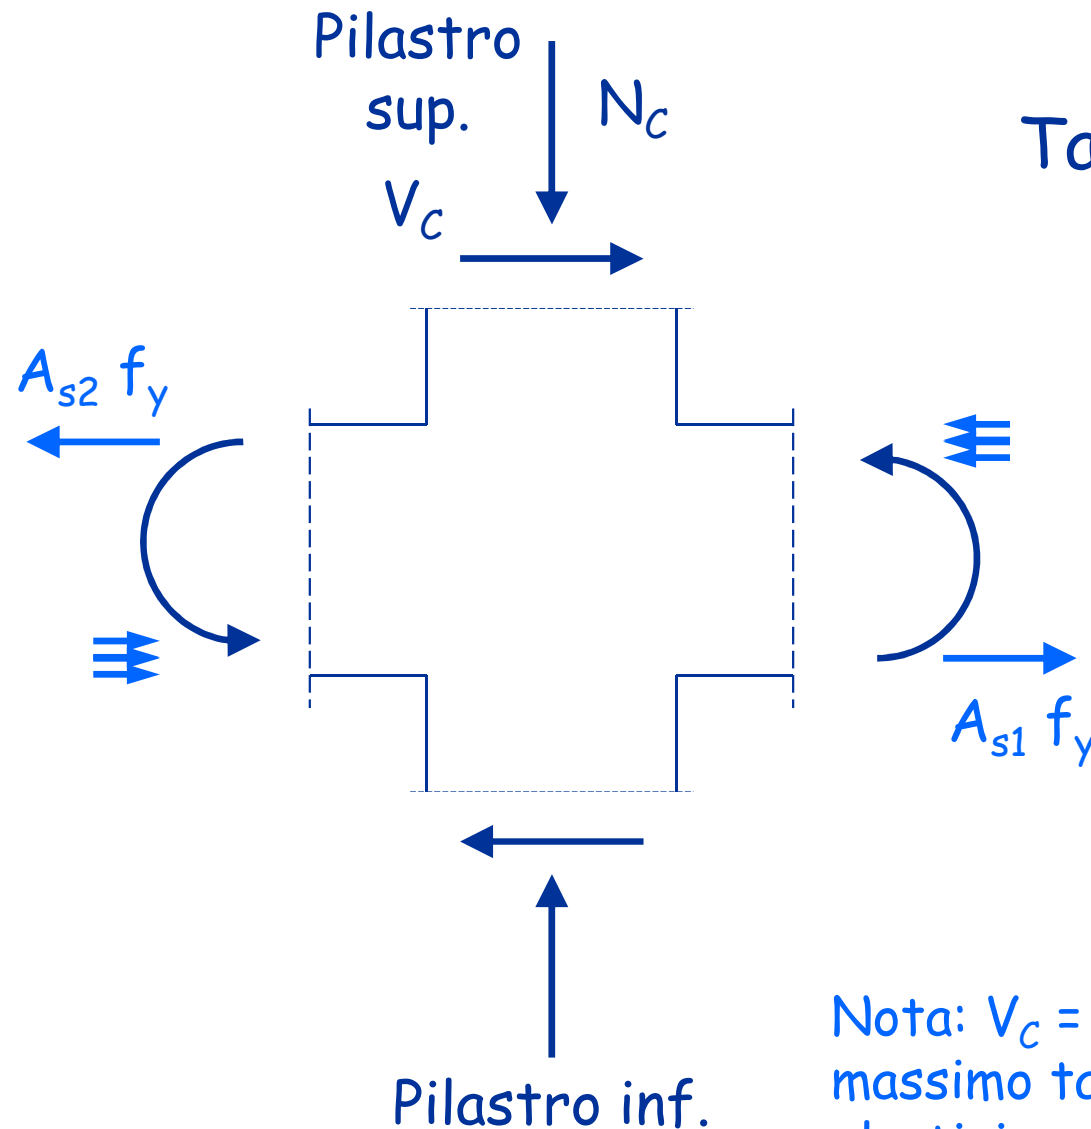 Pilastro
sup.
N_C
V_C
A_s2 f_y
A_s1 f_y
Nota: V_C =
massimo
Pilastro inf.